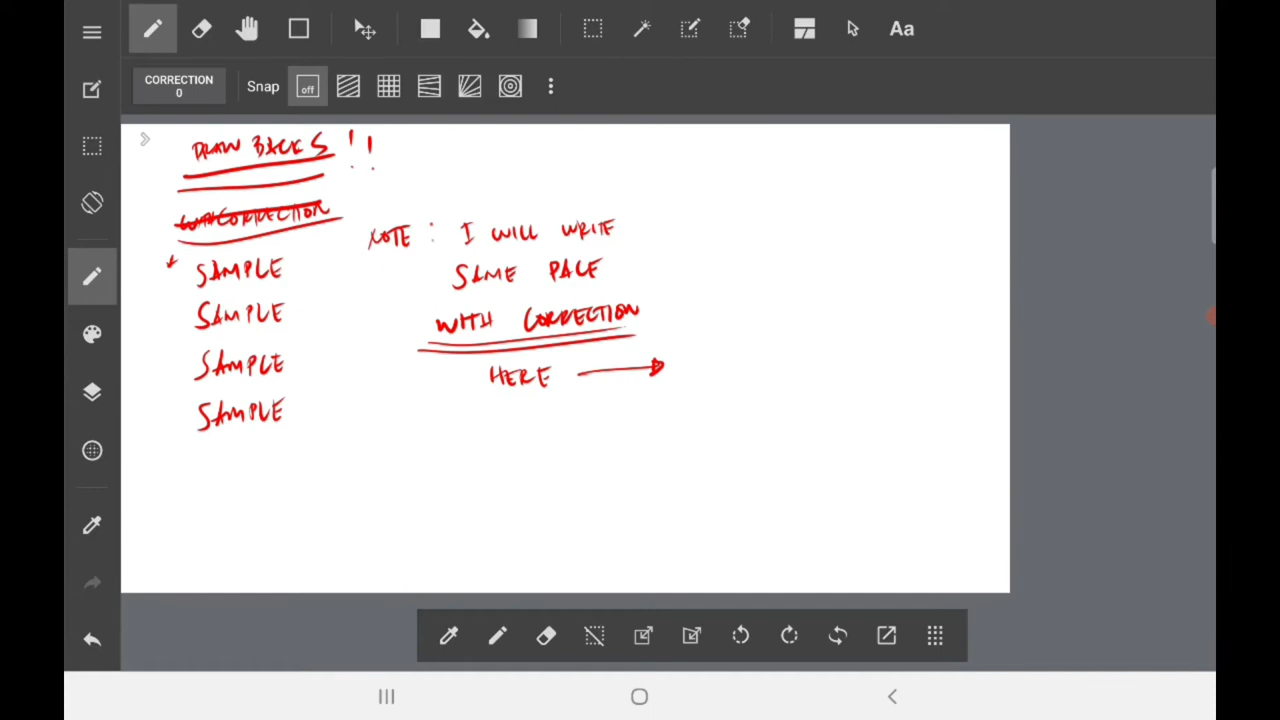 Aa
CORRECTION
0
Snap
off
DRAW BACKS !!
CORRECTION
NOTE : I WILL WRITE
SAME PACE
WITH CORRECTION
HERE
SAMPLE
SAMPLE
SAMPLE
SAMPLE